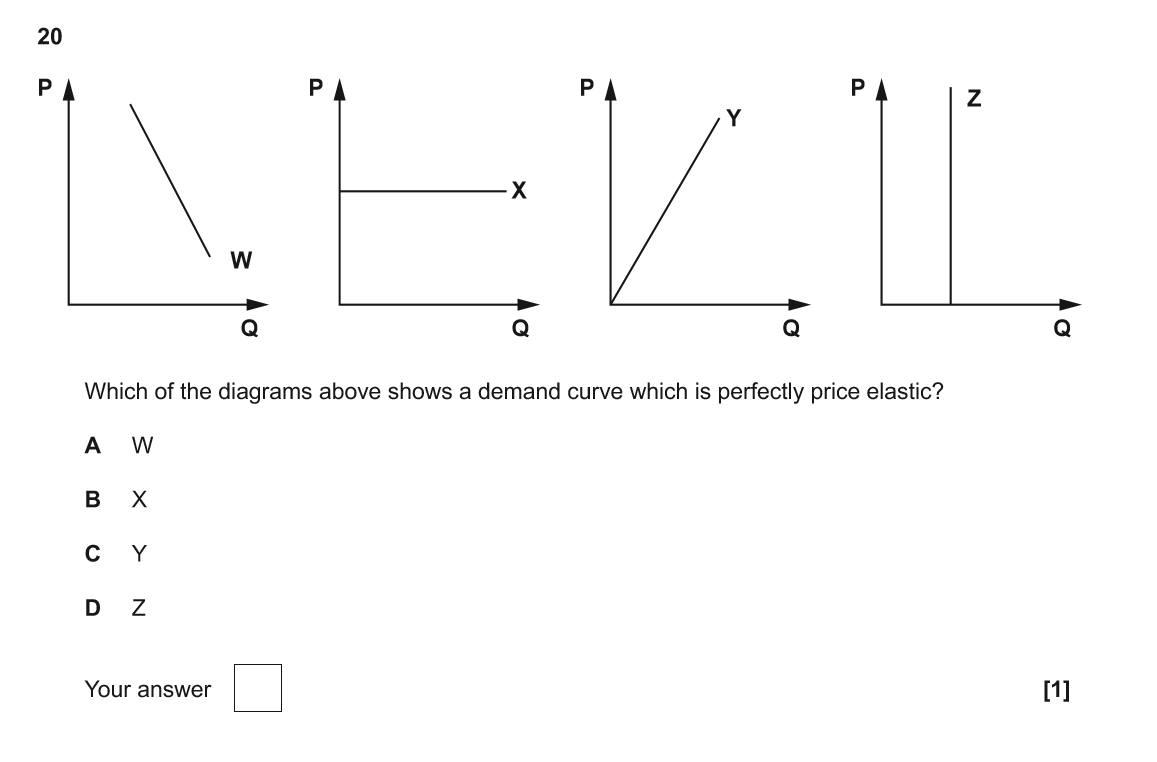 20
P
W
Q
P
X
Q
P
Y
Q
P
Z
Q
Which of the diagrams above shows a demand curve which is perfectly price elastic?
A W
B X
C Y
D Z
Your answer [1]